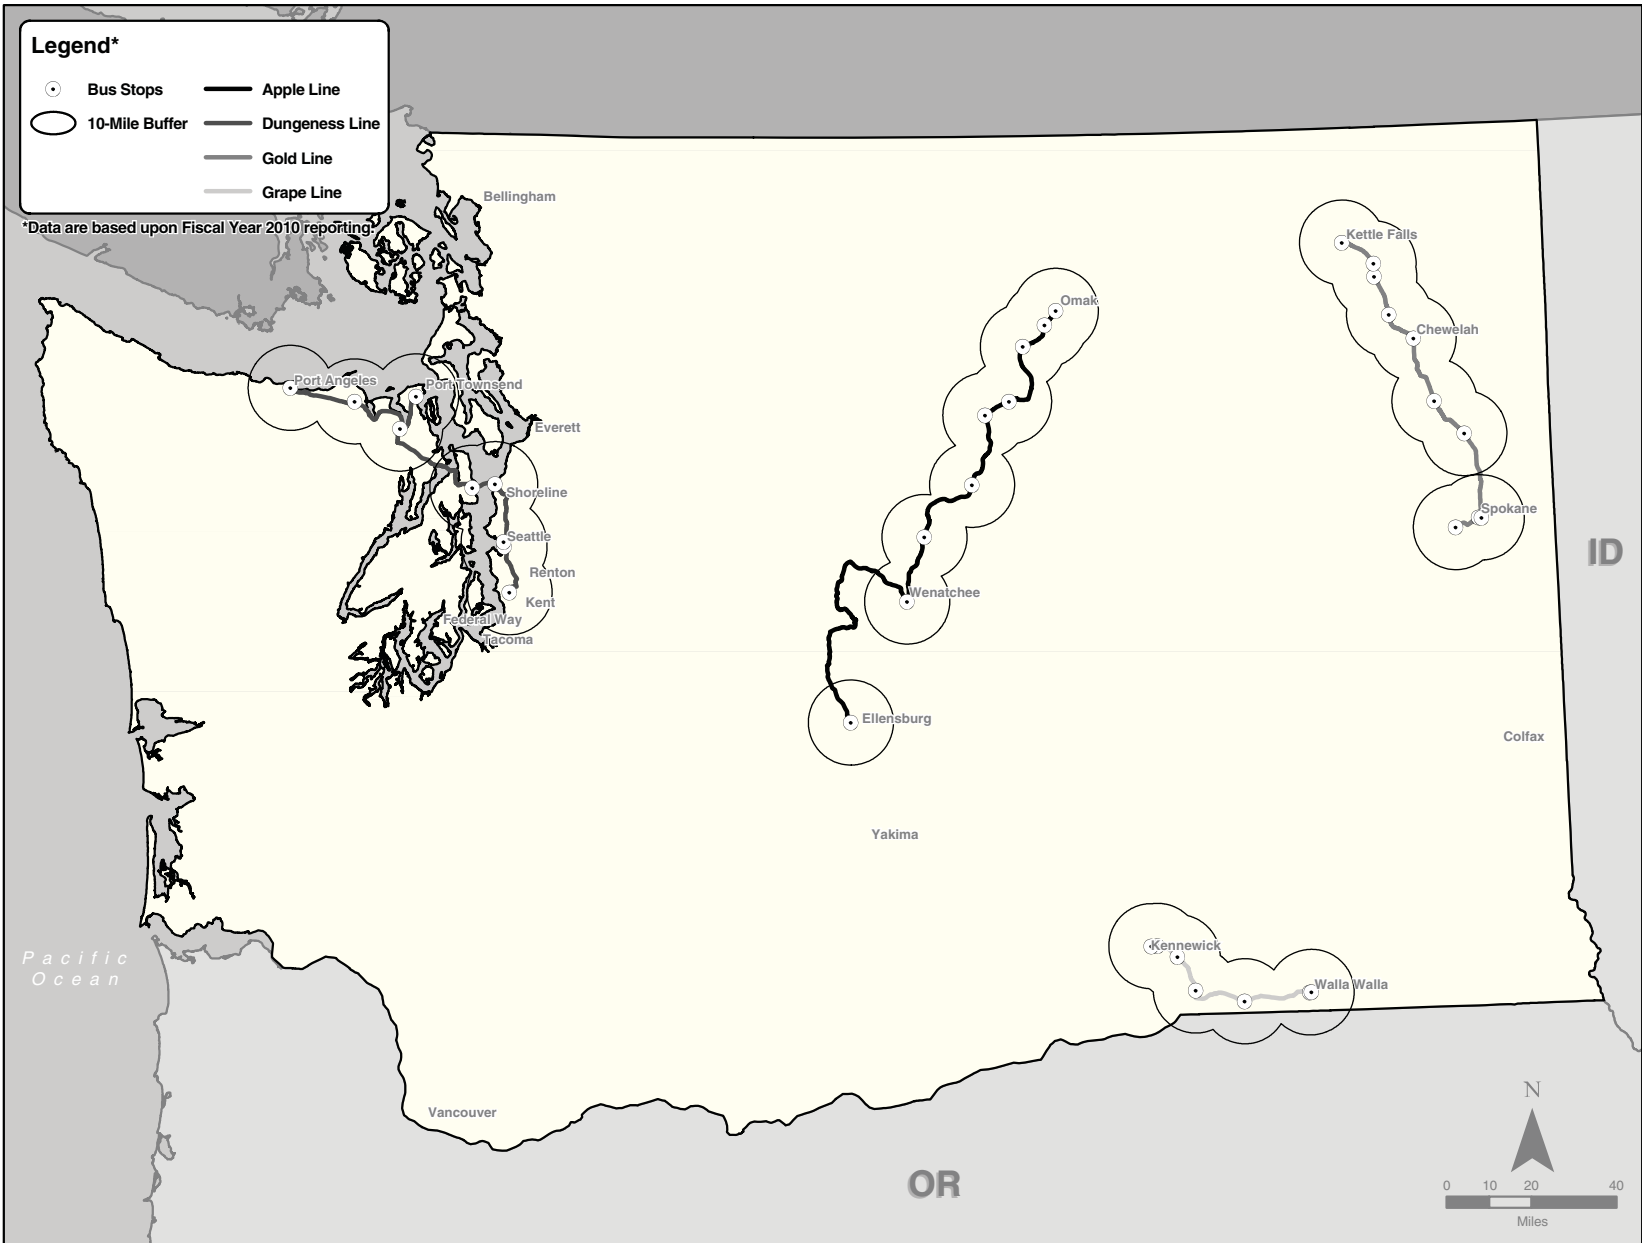 Legend*
Bus Stops
Apple Line
10-Mile Buffer
Dungeness Line
Gold Line
Grape Line
*Data are based upon Fiscal Year 2010 reporting.
Bellingham
Kettle Falls
Omak
Chewelah
Port Angeles
Port Townsend
Everett
Shoreline
Spokane
Seattle
ID
Renton
Wenatchee
Kent
Federal Way
Tacoma
Ellensburg
Colfax
Yakima
Kennewick
Pacific
Ocean
Walla Walla
N
Vancouver
OR
0 10 20 40
Miles